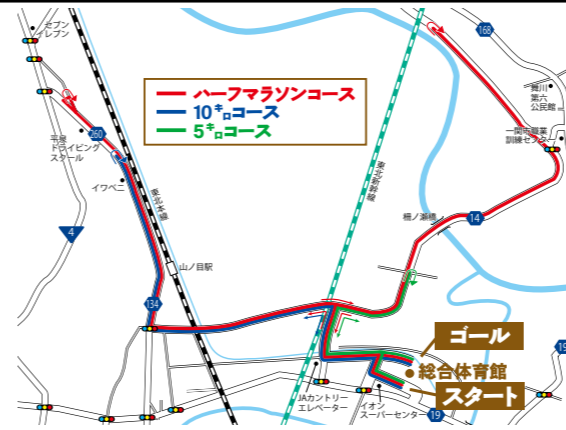 セブン
イレブン
168
舞川
第六
公民館
ハーフマラソンコース
10㌔コース
5㌔コース
260
平泉
ドライビング
スクール
一関市職業
訓練センター
イワベニ
東北本線
東北新幹線
柵ノ瀬橋
14
4
山ノ目駅
134
ゴール
総合体育館
スタート
JAカントリー
エレベーター
イオン
スーパーセンター
19
19